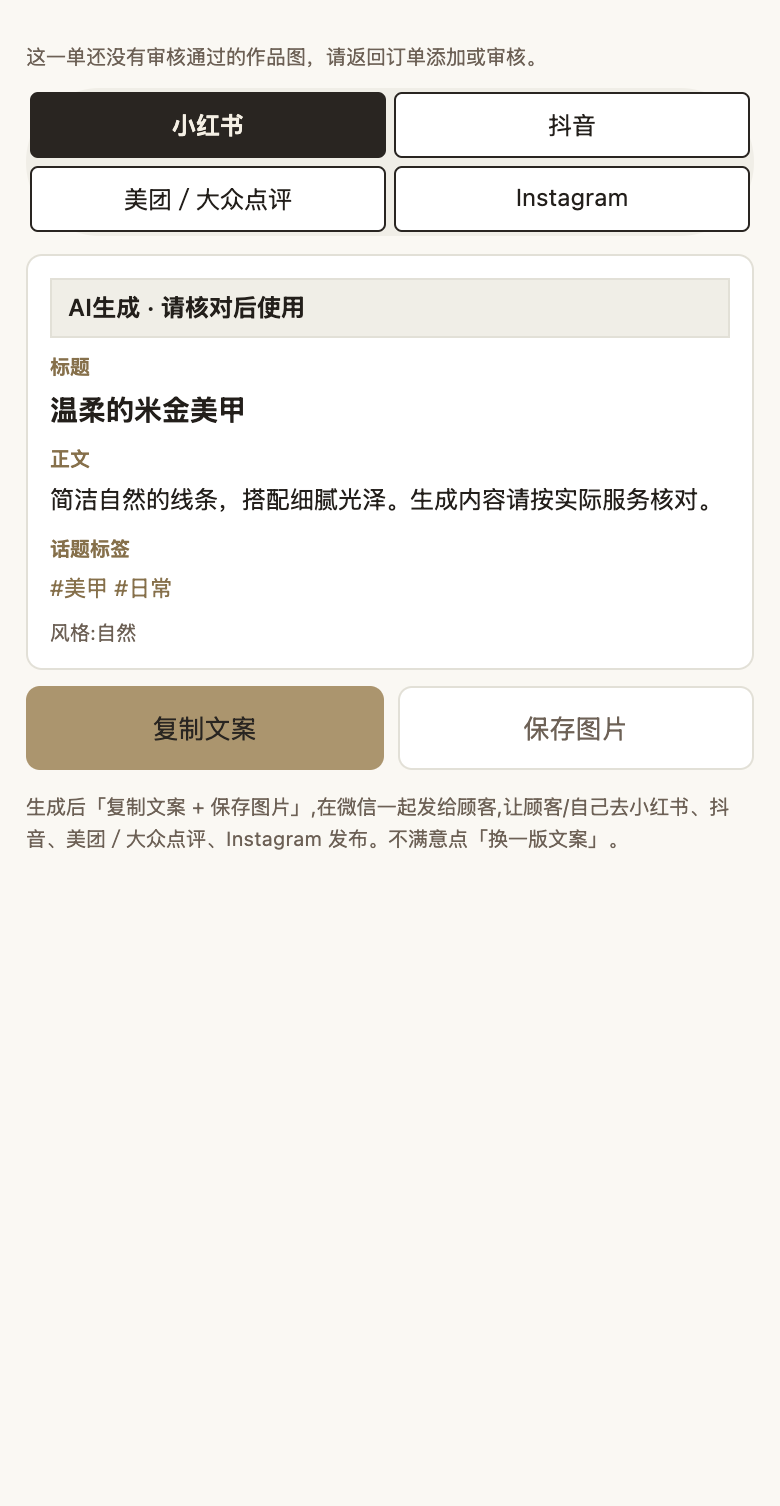 这一单还没有审核通过的作品图，请返回订单添加或审核。
小红书
抖音
美团 / 大众点评
Instagram
AI生成 · 请核对后使用
标题
温柔的米金美甲
正文
简洁自然的线条，搭配细腻光泽。生成内容请按实际服务核对。
话题标签
#美甲 #日常
风格:自然
复制文案
保存图片
生成后「复制文案 + 保存图片」,在微信一起发给顾客,让顾客/自己去小红书、抖
音、美团 / 大众点评、Instagram 发布。不满意点「换一版文案」。